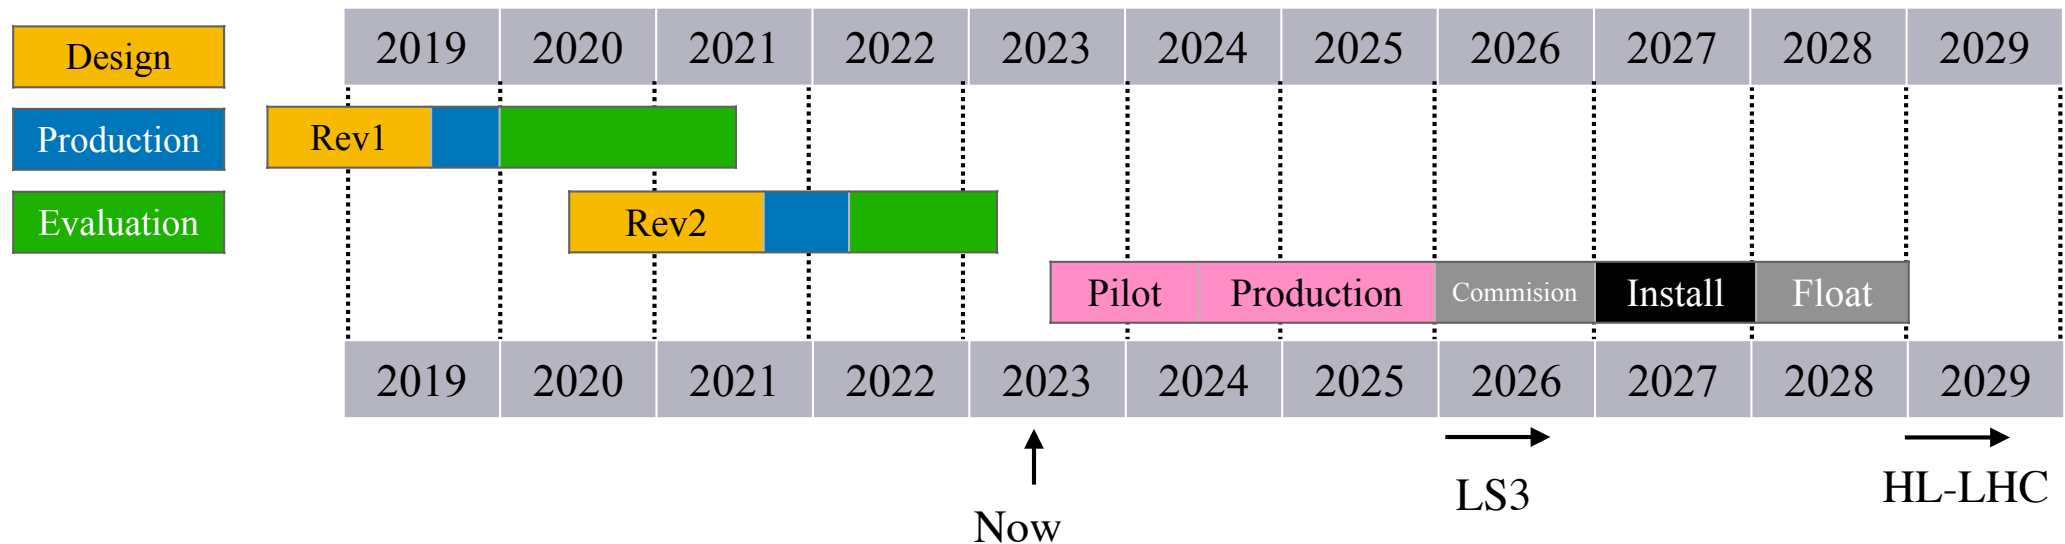 Design
Production
Evaluation
2019 2020 2021 2022 2023 2024 2025 2026 2027 2028 2029
Rev1
Rev2
Pilot Production Commision Install Float
2019 2020 2021 2022 2023 2024 2025 2026 2027 2028 2029
Now
LS3
HL-LHC